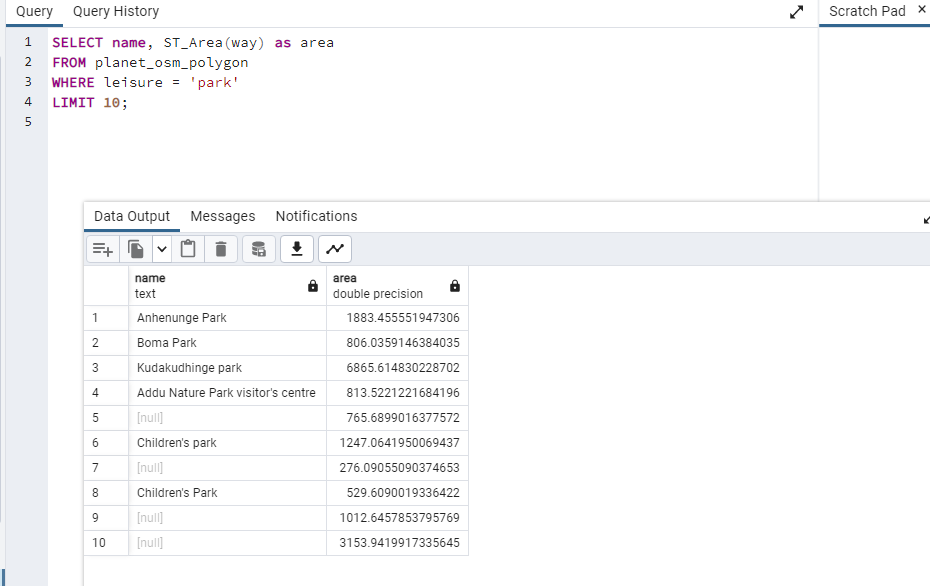 Query Query History Scratch Pad ×
1 SELECT name, ST_Area(way) as area
2 FROM planet_osm_polygon
3 WHERE leisure = 'park'
4 LIMIT 10;
5
Data Output Messages Notifications
name area
text double precision
1 Anhenunge Park 1883.455551947306
2 Boma Park 806.0359146384035
3 Kudakudhinge park 6865.614830228702
4 Addu Nature Park visitor's centre 813.5221221684196
5 [null] 765.6899016377572
6 Children's park 1247.0641950069437
7 [null] 276.09055090374653
8 Children's Park 529.6090019336422
9 [null] 1012.6457853795769
10 [null] 3153.9419917335645